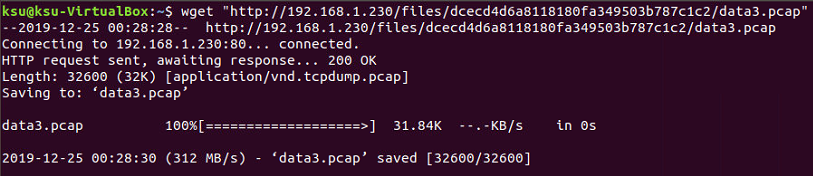 ksu@ksu-VirtualBox:~$ wget "http://192.168.1.230/files/dcecd4d6a8118180fa349503b787c1c2/data3.pcap"
--2019-12-25 00:28:28--  http://192.168.1.230/files/dcecd4d6a8118180fa349503b787c1c2/data3.pcap
Connecting to 192.168.1.230:80... connected.
HTTP request sent, awaiting response... 200 OK
Length: 32600 (32K) [application/vnd.tcpdump.pcap]
Saving to: ‘data3.pcap’
data3.pcap          100%[===================>]  31.84K  --.-KB/s    in 0s
2019-12-25 00:28:30 (312 MB/s) - ‘data3.pcap’ saved [32600/32600]